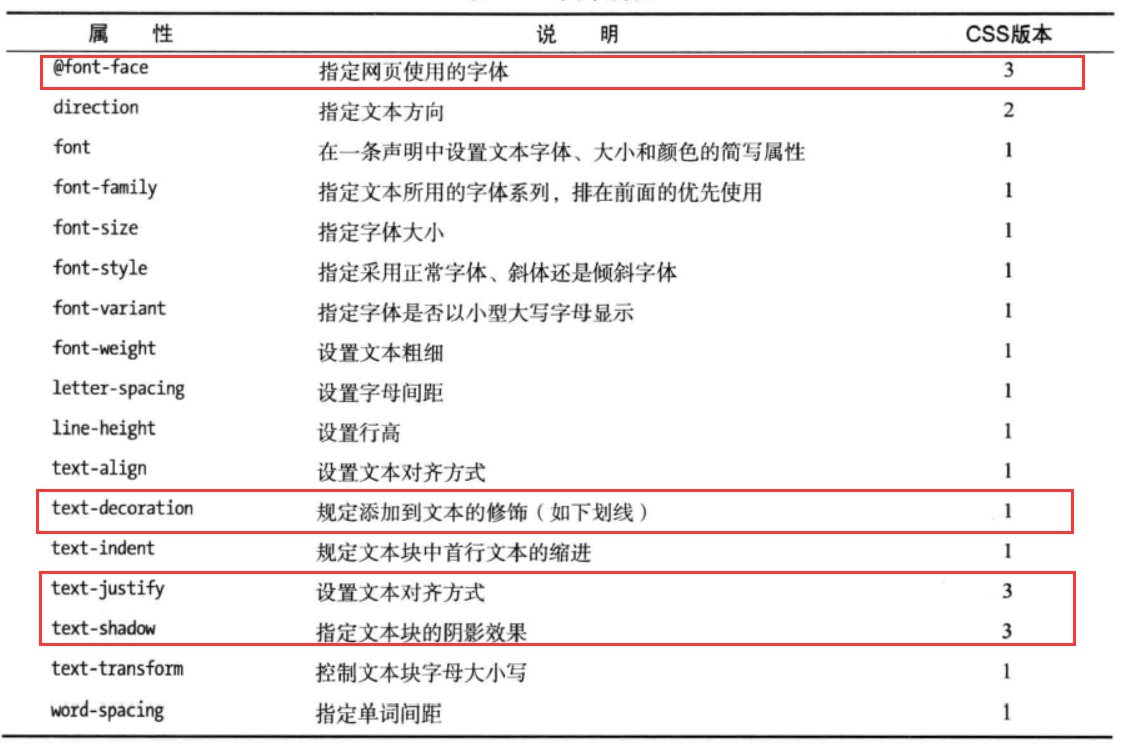 属 性 说 明 CSS版本
@font-face 指定网页使用的字体 3
direction 指定文本方向 2
font 在一条声明中设置文本字体、大小和颜色的简写属性 1
font-family 指定文本所用的字体系列，排在前面的优先使用 1
font-size 指定字体大小 1
font-style 指定采用正常字体、斜体还是倾斜字体 1
font-variant 指定字体是否以小型大写字母显示 1
font-weight 设置文本粗细 1
letter-spacing 设置字母间距 1
line-height 设置行高 1
text-align 设置文本对齐方式 1
text-decoration 规定添加到文本的修饰（如下划线） 1
text-indent 规定文本块中首行文本的缩进 1
text-justify 设置文本对齐方式 3
text-shadow 指定文本块的阴影效果 3
text-transform 控制文本块字母大小写 1
word-spacing 指定单词间距 1